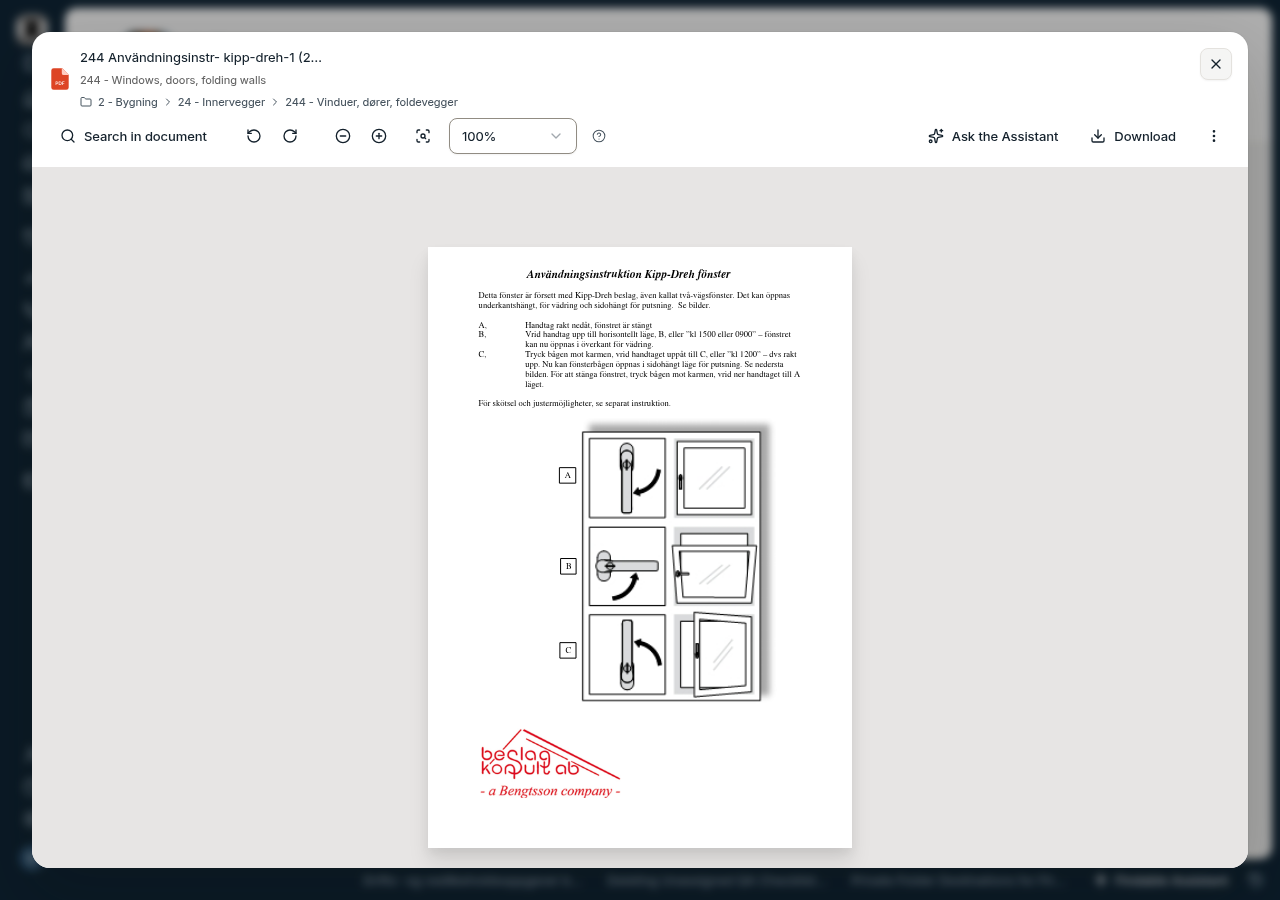 244 Användningsinstr- kipp-dreh-1 (2...
PDF
244 - Windows, doors, folding walls
2 - Bygning > 24 - Innervegger > 244 - Vinduer, dører, foldevegger
Search in document
100%
Ask the Assistant
Download
Användningsinstruktion Kipp-Dreh fönster
Detta fönster är försett med Kipp-Dreh beslag, även kallat två-vägsfönster. Det kan öppnas
underkantshängt, för vädring och sidohängt för putsning. Se bilder.
A, Handtag rakt nedåt, fönstret är stängt
B, Vrid handtag upp till horisontellt läge, B, eller "kl 1500 eller 0900" – fönstret
kan nu öppnas i överkant för vädring.
C, Tryck bågen mot karmen, vrid handtaget uppåt till C, eller "kl 1200" – dvs rakt
upp. Nu kan fönsterbågen öppnas i sidohängt läge för putsning. Se nedersta
bilden. För att stänga fönstret, tryck bågen mot karmen, vrid ner handtaget till A
läget.
För skötsel och justermöjligheter, se separat instruktion.
A
B
C
beslag
konsult ab
- a Bengtsson company -